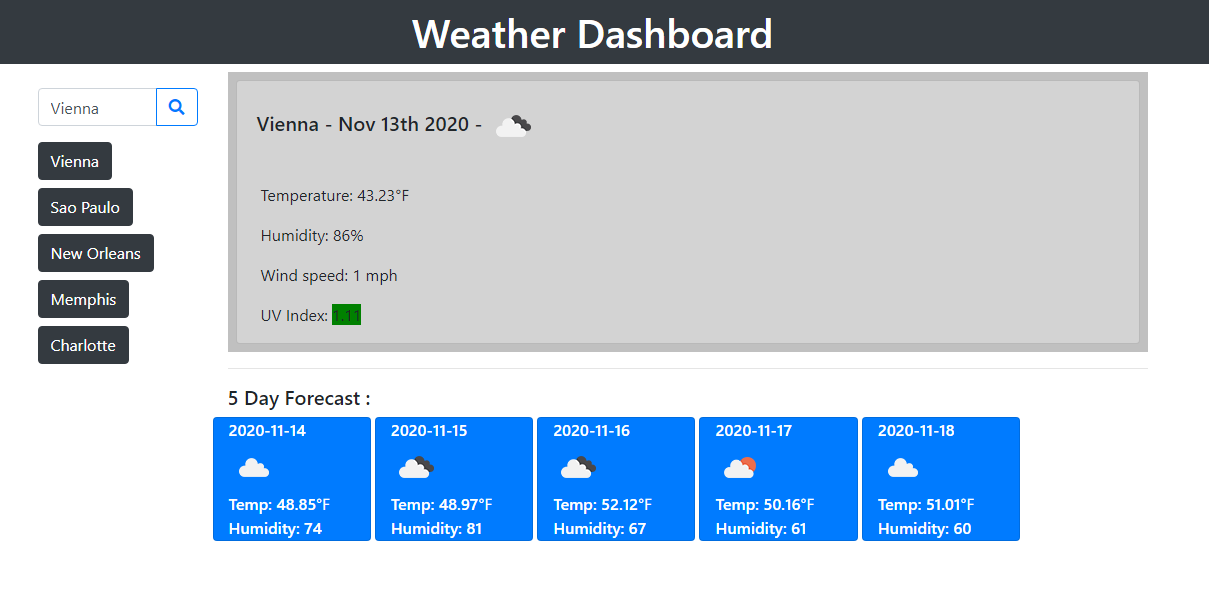 Weather Dashboard
Vienna
Vienna
Sao Paulo
New Orleans
Memphis
Charlotte
Vienna - Nov 13th 2020 -
Temperature: 43.23°F
Humidity: 86%
Wind speed: 1 mph
UV Index: 1.11
5 Day Forecast :
2020-11-14
Temp: 48.85°F
Humidity: 74
2020-11-15
Temp: 48.97°F
Humidity: 81
2020-11-16
Temp: 52.12°F
Humidity: 67
2020-11-17
Temp: 50.16°F
Humidity: 61
2020-11-18
Temp: 51.01°F
Humidity: 60